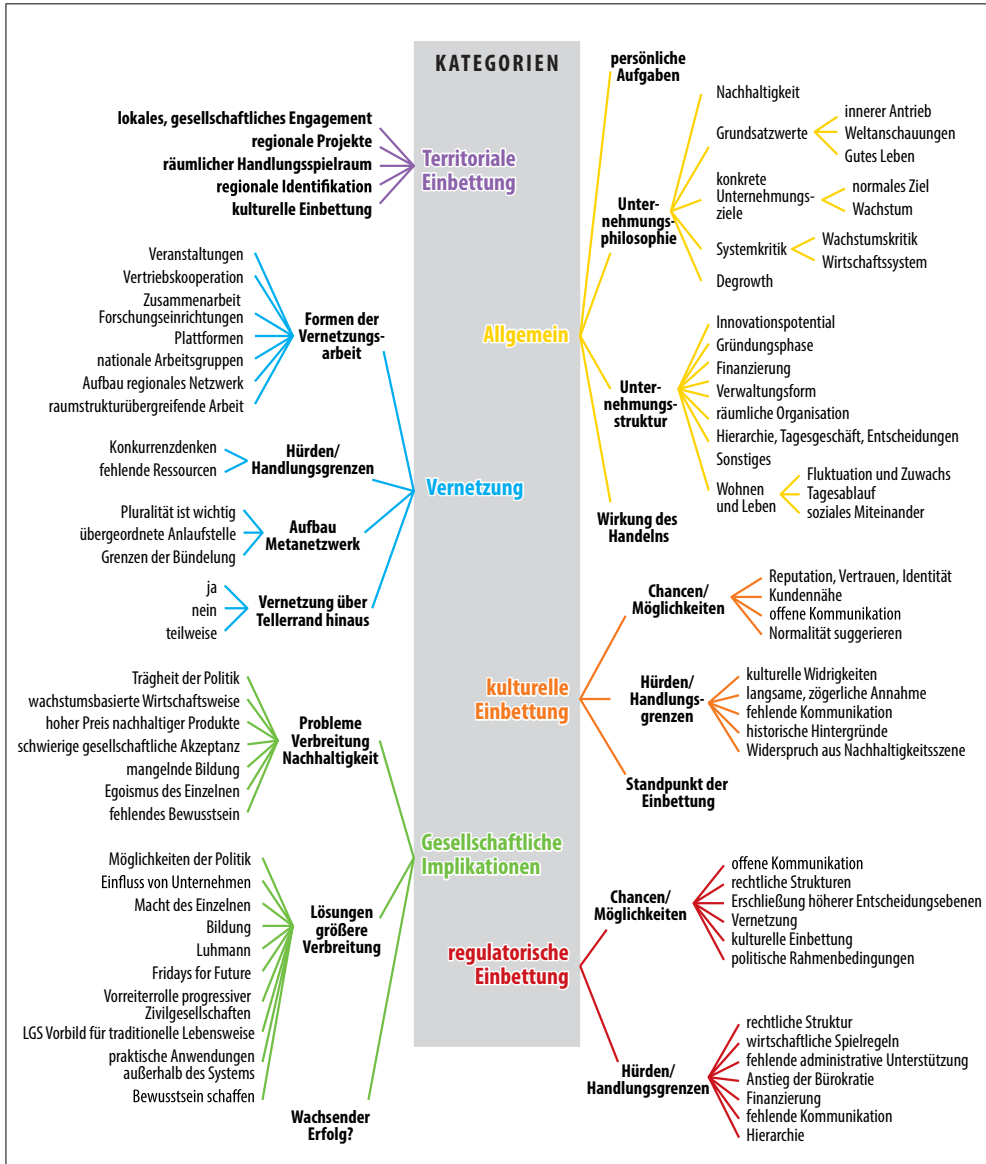 KATEGORIEN
lokales, gesellschaftliches Engagement
regionale Projekte
räumlicher Handlungsspielraum
regionale Identifikation
kulturelle Einbettung
Territoriale
Einbettung
Veranstaltungen
Vertriebskooperation
Zusammenarbeit
Forschungseinrichtungen
Plattformen
nationale Arbeitsgruppen
Aufbau regionales Netzwerk
raumstrukturübergreifende Arbeit
Formen der
Vernetzungs-
arbeit
Konkurrenzdenken
fehlende Ressourcen
Hürden/
Handlungsgrenzen
Pluralität ist wichtig
übergeordnete Anlaufstelle
Grenzen der Bündelung
Aufbau
Metanetzwerk
ja
nein
teilweise
Vernetzung über
Tellerrand hinaus
Vernetzung
Trägheit der Politik
wachstumsbasierte Wirtschaftsweise
hoher Preis nachhaltiger Produkte
schwierige gesellschaftliche Akzeptanz
mangelnde Bildung
Egoismus des Einzelnen
fehlendes Bewusstsein
Probleme
Verbreitung
Nachhaltigkeit
Möglichkeiten der Politik
Einfluss von Unternehmen
Macht des Einzelnen
Bildung
Luhmann
Fridays for Future
Vorreiterrolle progressiver
Zivilgesellschaften
LGS Vorbild für traditionelle Lebensweise
praktische Anwendungen
außerhalb des Systems
Bewusstsein schaffen
Lösungen
größere
Verbreitung
Wachsender
Erfolg?
Gesellschaftliche
Implikationen
Allgemein
persönliche
Aufgaben
Unter-
nehmungs-
philosophie
Nachhaltigkeit
Grundsatzwerte
innerer Antrieb
Weltanschauungen
Gutes Leben
konkrete
Unternehmungs-
ziele
normales Ziel
Wachstum
Systemkritik
Wachstumskritik
Wirtschaftssystem
Degrowth
Unter-
nehmungs-
struktur
Innovationspotential
Gründungsphase
Finanzierung
Verwaltungsform
räumliche Organisation
Hierarchie, Tagesgeschäft, Entscheidungen
Sonstiges
Wohnen
und Leben
Fluktuation und Zuwachs
Tagesablauf
soziales Miteinander
Wirkung des
Handelns
kulturelle
Einbettung
Chancen/
Möglichkeiten
Reputation, Vertrauen, Identität
Kundennähe
offene Kommunikation
Normalität suggerieren
Hürden/
Handlungs-
grenzen
kulturelle Widrigkeiten
langsame, zögerliche Annahme
fehlende Kommunikation
historische Hintergründe
Widerspruch aus Nachhaltigkeitsszene
Standpunkt der
Einbettung
regulatorische
Einbettung
Chancen/
Möglichkeiten
offene Kommunikation
rechtliche Strukturen
Erschließung höherer Entscheidungsebenen
Vernetzung
kulturelle Einbettung
politische Rahmenbedingungen
Hürden/
Handlungsgrenzen
rechtliche Struktur
wirtschaftliche Spielregeln
fehlende administrative Unterstützung
Anstieg der Bürokratie
Finanzierung
fehlende Kommunikation
Hierarchie